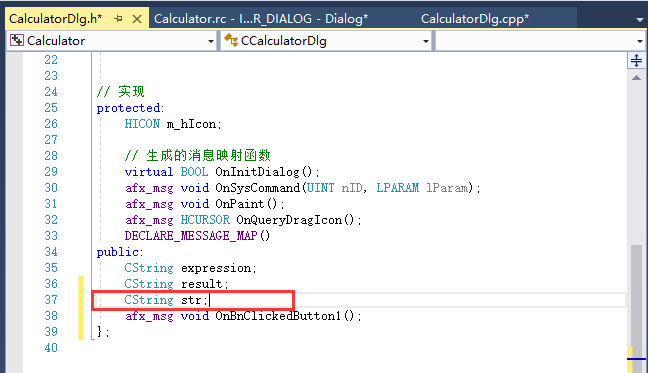 CalculatorDlg.h* Calculator.rc - I...R_DIALOG - Dialog* CalculatorDlg.cpp*
Calculator CCalculatorDlg
22
23
24 // 实现
25 protected:
26 HICON m_hIcon;
27
28 // 生成的消息映射函数
29 virtual BOOL OnInitDialog();
30 afx_msg void OnSysCommand(UINT nID, LPARAM lParam);
31 afx_msg void OnPaint();
32 afx_msg HCURSOR OnQueryDragIcon();
33 DECLARE_MESSAGE_MAP()
34 public:
35 CString expression;
36 CString result;
37 CString str;
38 afx_msg void OnBnClickedButton1();
39 };
40